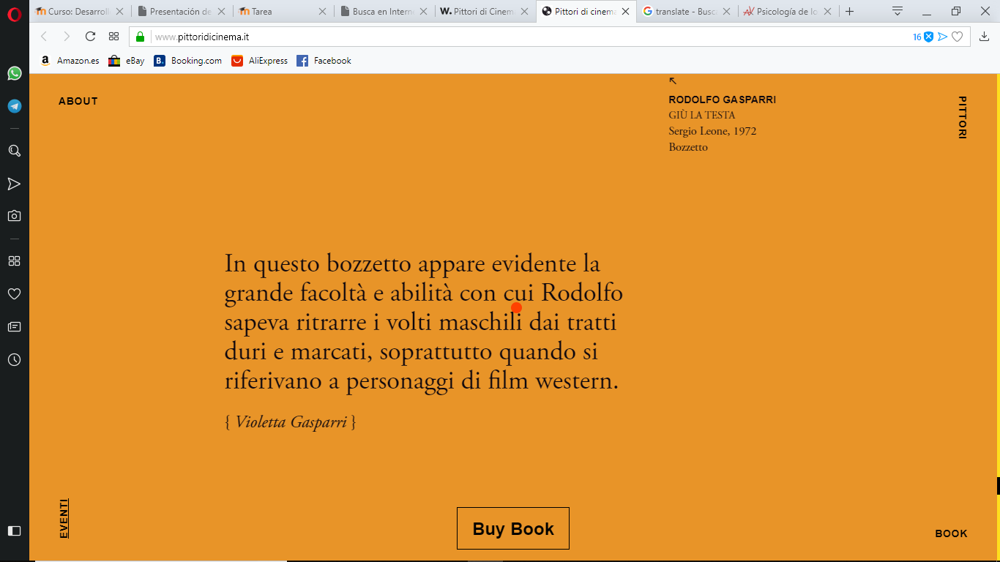 Curso: Desarroll
Presentación de
Tarea
Busca en Intern
W. Pittori di Cinem
Pittori di cinema
translate - Busc
Psicología de lo
www.pittoridicinema.it
16
Amazon.es
eBay
B. Booking.com
AliExpress
Facebook
ABOUT
RODOLFO GASPARRI
GIÙ LA TESTA
Sergio Leone, 1972
Bozzetto
PITTORI
In questo bozzetto appare evidente la
grande facoltà e abilità con cui Rodolfo
sapeva ritrarre i volti maschili dai tratti
duri e marcati, soprattutto quando si
riferivano a personaggi di film western.
{ Violetta Gasparri }
EVENTI
Buy Book
BOOK